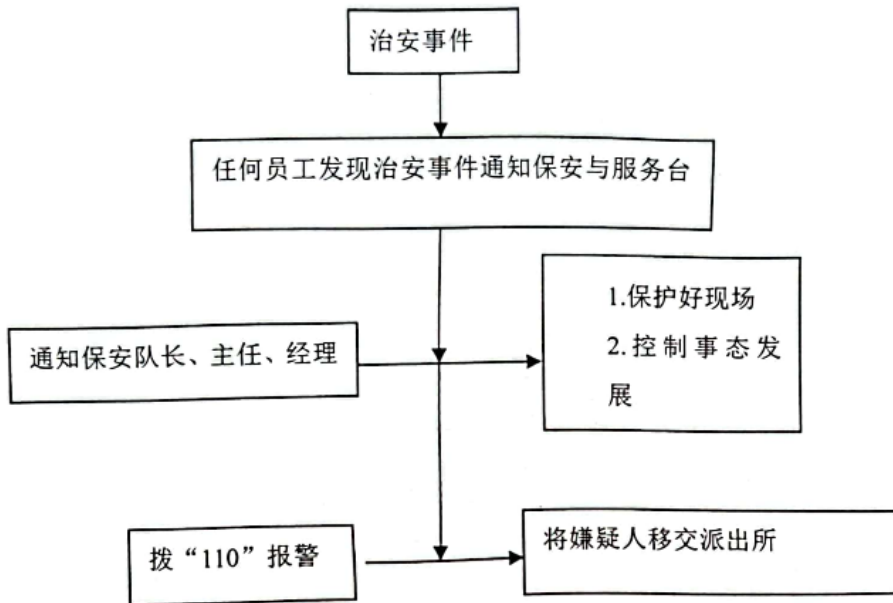 治安事件
任何员工发现治安事件通知保安与服务台
通知保安队长、主任、经理
1.保护好现场
2.控制事态发
展
拨“110”报警
将嫌疑人移交派出所